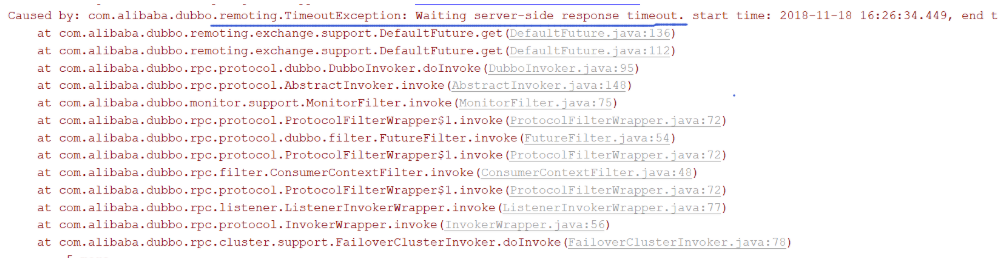 Caused by: com.alibaba.dubbo.remoting.TimeoutException: Waiting server-side response timeout. start time: 2018-11-18 16:26:34.449, end t
at com.alibaba.dubbo.remoting.exchange.support.DefaultFuture.get(DefaultFuture.java:136)
at com.alibaba.dubbo.remoting.exchange.support.DefaultFuture.get(DefaultFuture.java:112)
at com.alibaba.dubbo.rpc.protocol.dubbo.DubboInvoker.doInvoke(DubboInvoker.java:95)
at com.alibaba.dubbo.rpc.protocol.AbstractInvoker.invoke(AbstractInvoker.java:148)
at com.alibaba.dubbo.monitor.support.MonitorFilter.invoke(MonitorFilter.java:75)
at com.alibaba.dubbo.rpc.protocol.ProtocolFilterWrapper$1.invoke(ProtocolFilterWrapper.java:72)
at com.alibaba.dubbo.rpc.protocol.dubbo.filter.FutureFilter.invoke(FutureFilter.java:54)
at com.alibaba.dubbo.rpc.protocol.ProtocolFilterWrapper$1.invoke(ProtocolFilterWrapper.java:72)
at com.alibaba.dubbo.rpc.filter.ConsumerContextFilter.invoke(ConsumerContextFilter.java:48)
at com.alibaba.dubbo.rpc.protocol.ProtocolFilterWrapper$1.invoke(ProtocolFilterWrapper.java:72)
at com.alibaba.dubbo.rpc.listener.ListenerInvokerWrapper.invoke(ListenerInvokerWrapper.java:77)
at com.alibaba.dubbo.rpc.protocol.InvokerWrapper.invoke(InvokerWrapper.java:56)
at com.alibaba.dubbo.rpc.cluster.support.FailoverClusterInvoker.doInvoke(FailoverClusterInvoker.java:78)